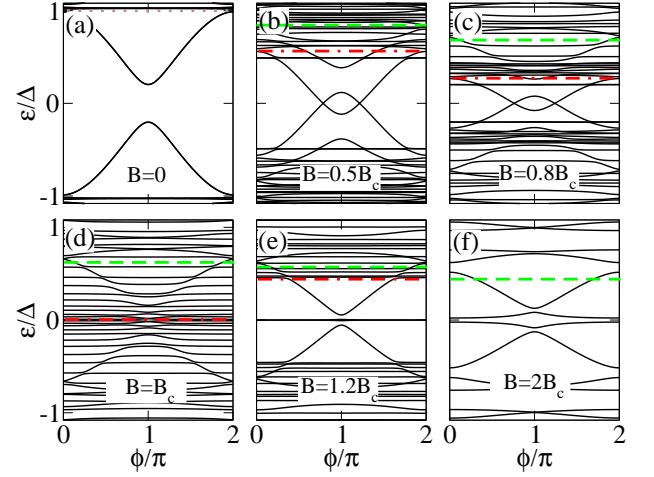 1 (a) (b) (c)
ε/Δ 0
-1 B=0 B=0.5B_c B=0.8B_c
1 (d) (e) (f)
ε/Δ 0
-1 B=B_c B=1.2B_c B=2B_c
0 1 2 0 1 2 0 1 2
ϕ/π ϕ/π ϕ/π